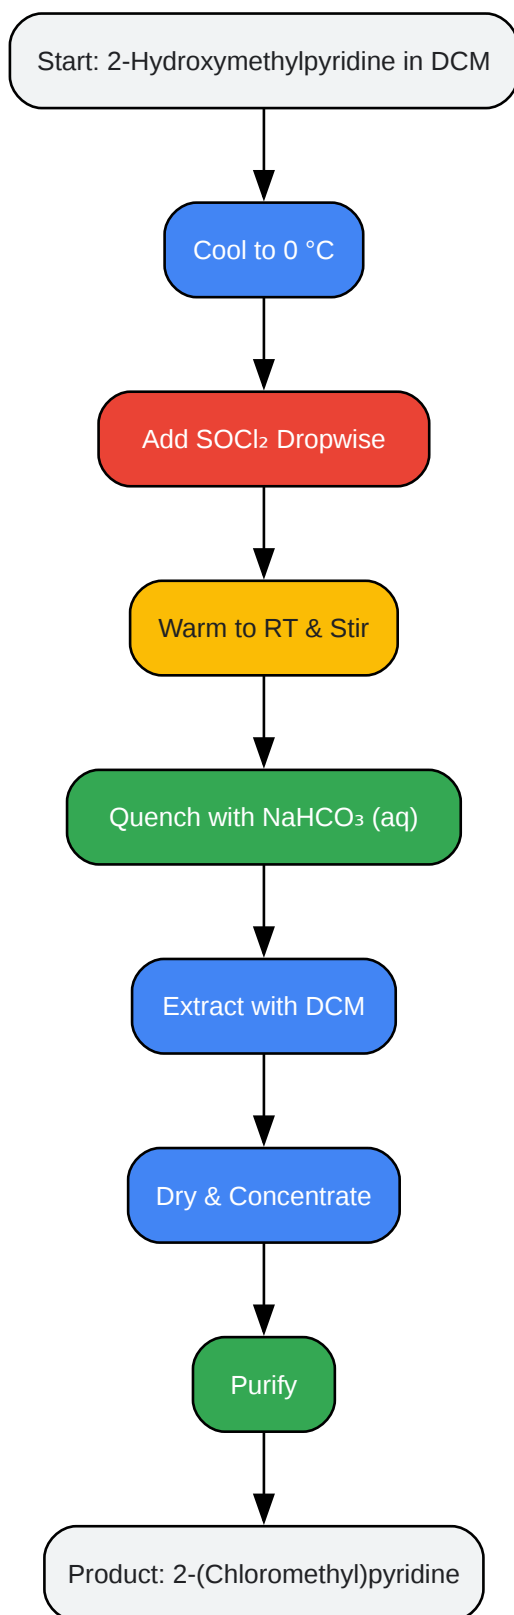 Start: 2-Hydroxymethylpyridine in DCM
Cool to 0 °C
Add SOCl₂ Dropwise
Warm to RT & Stir
Quench with NaHCO₃ (aq)
Extract with DCM
Dry & Concentrate
Purify
Product: 2-(Chloromethyl)pyridine